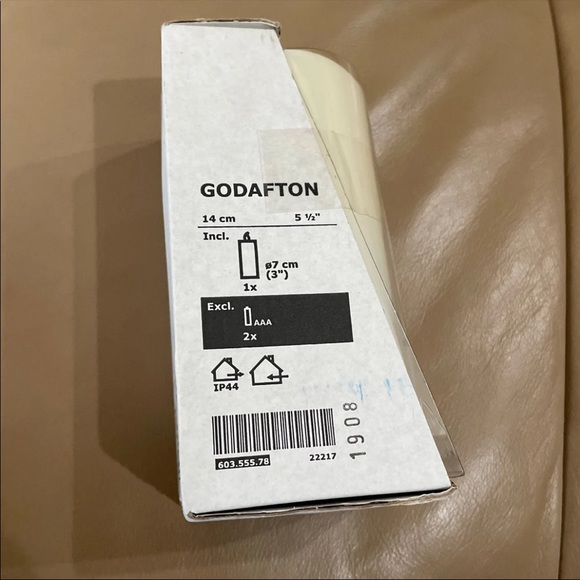 GODAFTON
14 cm 5 ½"
Incl.
ø7 cm
(3")
1x
Excl.
AAA
2x
IP44
603.555.78 22217
1908